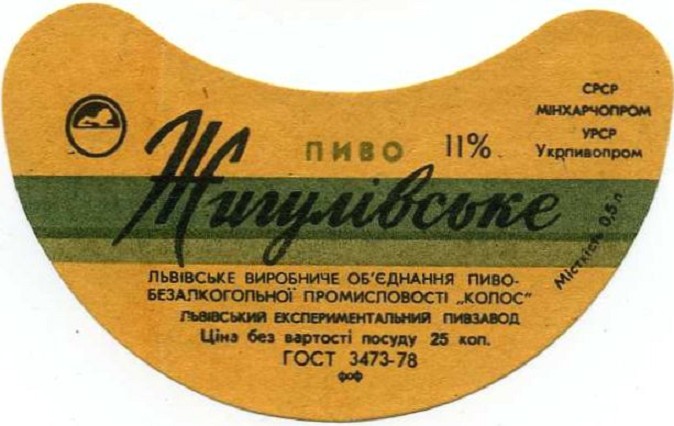 СРСР
МІНХАРЧОПРОМ
УРСР
Укрпивопром
ПИВО 11%
Жигулівське
Місткість 0,5 л
ЛЬВІВСЬКЕ ВИРОБНИЧЕ ОБ'ЄДНАННЯ ПИВО-
БЕЗАЛКОГОЛЬНОЇ ПРОМИСЛОВОСТІ „КОЛОС"
ЛЬВІВСЬКИЙ ЕКСПЕРИМЕНТАЛЬНИЙ ПИВЗАВОД
Ціна без вартості посуду 25 коп.
ГОСТ 3473-78